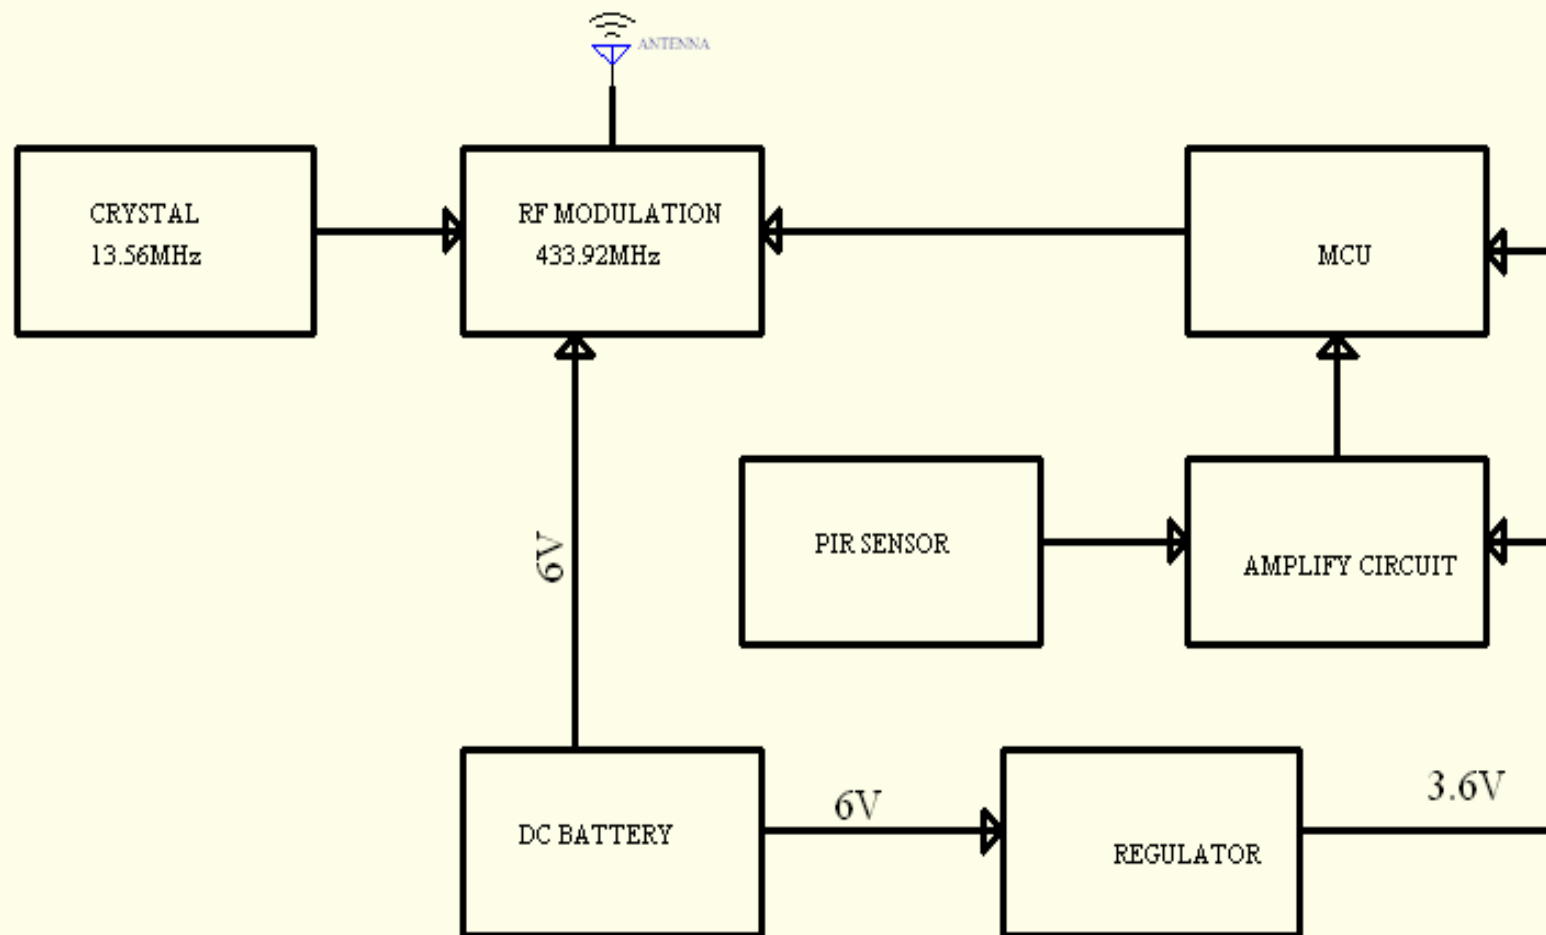 ANTENNA
CRYSTAL
13.56MHz
RF MODULATION
433.92MHz
MCU
6V
PIR SENSOR
AMPLIFY CIRCUIT
DC BATTERY
6V
REGULATOR
3.6V